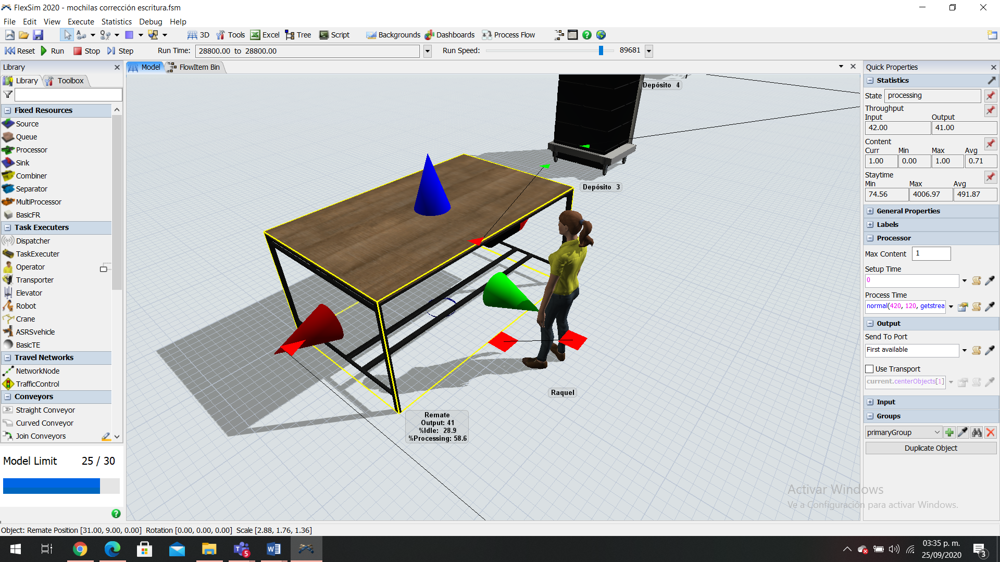 FlexSim 2020 - mochilas corrección escritura.fsm
File Edit View Execute Statistics Debug Help
3D Tools Excel Tree Script Backgrounds Dashboards Process Flow
Reset Run Stop Step Run Time: 28800.00 to 28800.00 Run Speed: 89681
Library
Library Toolbox
Fixed Resources
Source
Queue
Processor
Sink
Combiner
Separator
MultiProcessor
BasicFR
Task Executers
Dispatcher
TaskExecuter
Operator
Transporter
Elevator
Robot
Crane
ASRSvehicle
BasicTE
Travel Networks
NetworkNode
TrafficControl
Conveyors
Straight Conveyor
Curved Conveyor
Join Conveyors
Model Limit 25 / 30
Model FlowItem Bin
Depósito 4
Depósito 3
Raquel
Remate
Output: 41
%Idle: 28.9
%Processing: 58.6
Quick Properties
Statistics
State processing
Throughput
Input Output
42.00 41.00
Content
Curr Min Max Avg
1.00 0.00 1.00 0.71
Staytime
Min Max Avg
74.56 4006.97 491.87
General Properties
Labels
Processor
Max Content 1
Setup Time
0
Process Time
normal(420, 120, getstrea
Output
Send To Port
First available
Use Transport
current.centerObjects[1]
Input
Groups
primaryGroup
Duplicate Object
Activar Windows
Ve a Configuración para activar Windows.
Object: Remate Position [31.00, 9.00, 0.00] Rotation [0.00, 0.00, 0.00] Scale [2.88, 1.76, 1.36]
5
03:35 p. m.
25/09/2020
3